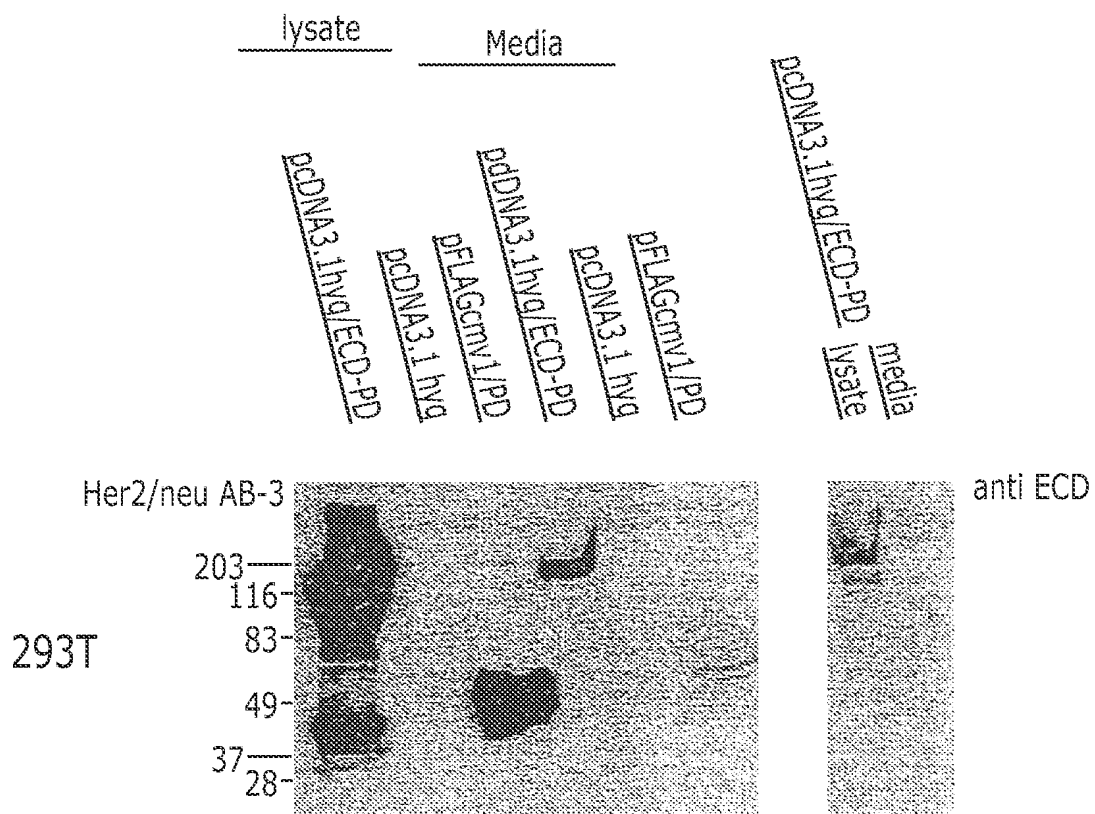 lysate
Media
pcDNA3.1hyg/ECD-PD
pcDNA3.1 hyg
pFLAGcmv1/PD
pdDNA3.1hyg/ECD-PD
pcDNA3.1 hyg
pFLAGcmv1/PD
pcDNA3.1hyg/ECD-PD
lysate
media
Her2/neu AB-3
anti ECD
203
116
83
293T
49
37
28